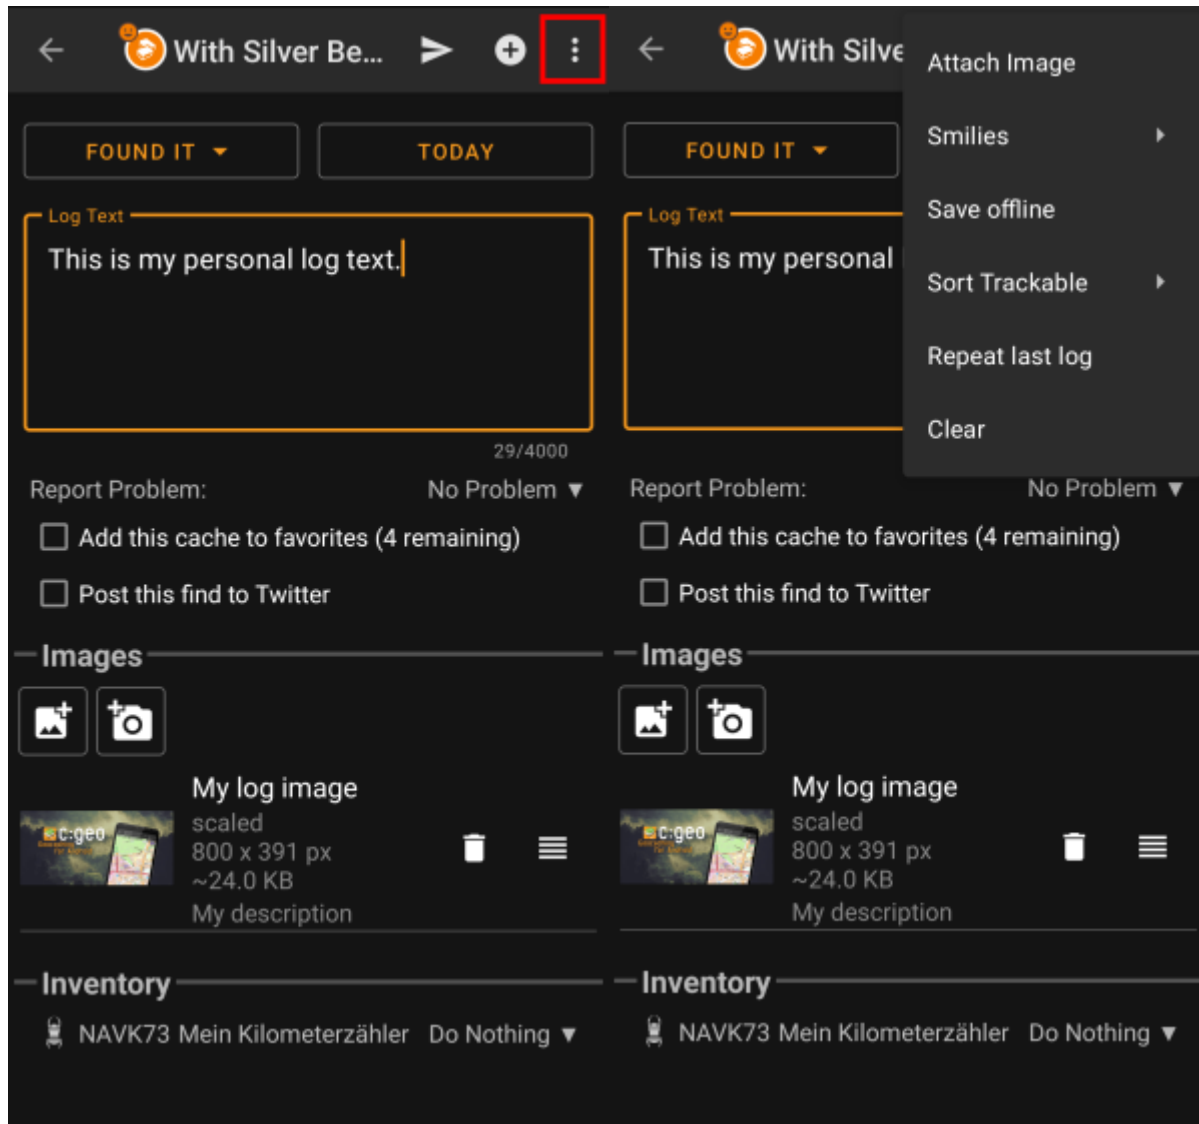 With Silver Be...
FOUND IT
TODAY
Log Text
This is my personal log text.
29/4000
Report Problem:
No Problem
Add this cache to favorites (4 remaining)
Post this find to Twitter
Images
c:geo
My log image
scaled
800 x 391 px
~24.0 KB
My description
Inventory
NAVK73 Mein Kilometerzähler
Do Nothing
With Silve
Attach Image
Smilies
Save offline
Sort Trackable
Repeat last log
Clear
FOUND IT
Log Text
This is my personal
Report Problem:
No Problem
Add this cache to favorites (4 remaining)
Post this find to Twitter
Images
c:geo
My log image
scaled
800 x 391 px
~24.0 KB
My description
Inventory
NAVK73 Mein Kilometerzähler
Do Nothing